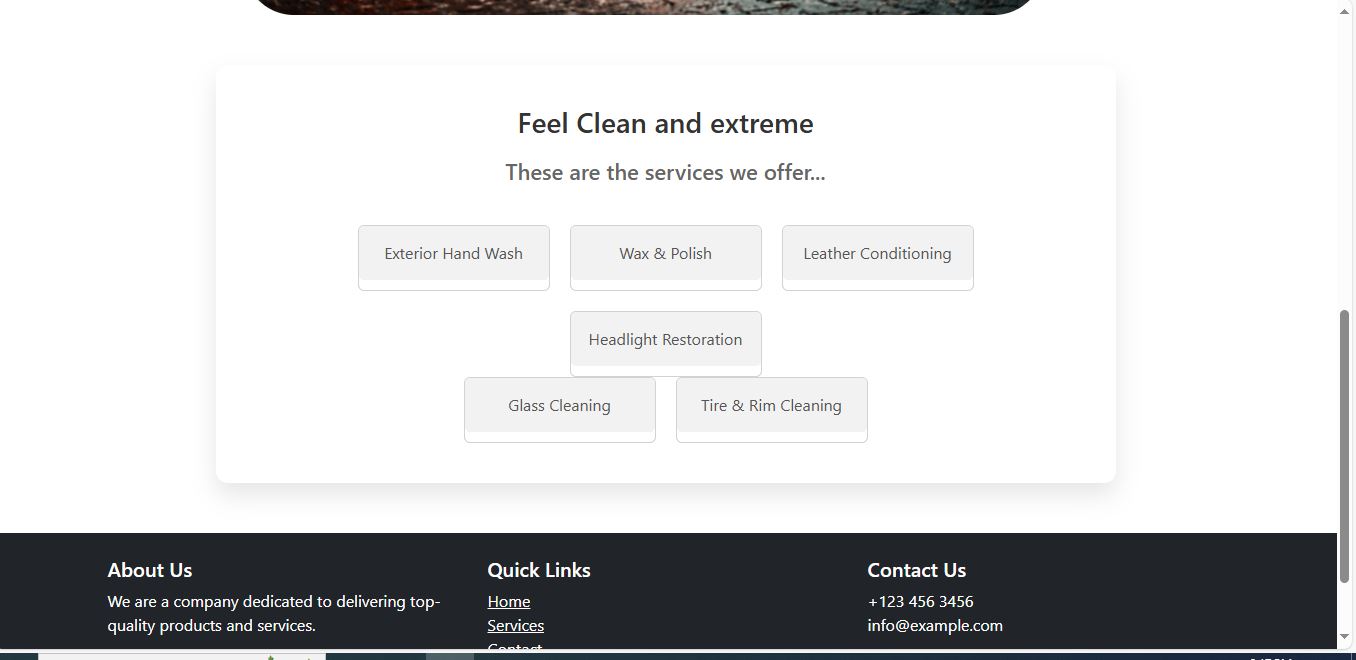 Feel Clean and extreme
These are the services we offer...
Exterior Hand Wash
Wax & Polish
Leather Conditioning
Headlight Restoration
Glass Cleaning
Tire & Rim Cleaning
About Us
We are a company dedicated to delivering top-
quality products and services.
Quick Links
Home
Services
Contact
Contact Us
+123 456 3456
info@example.com